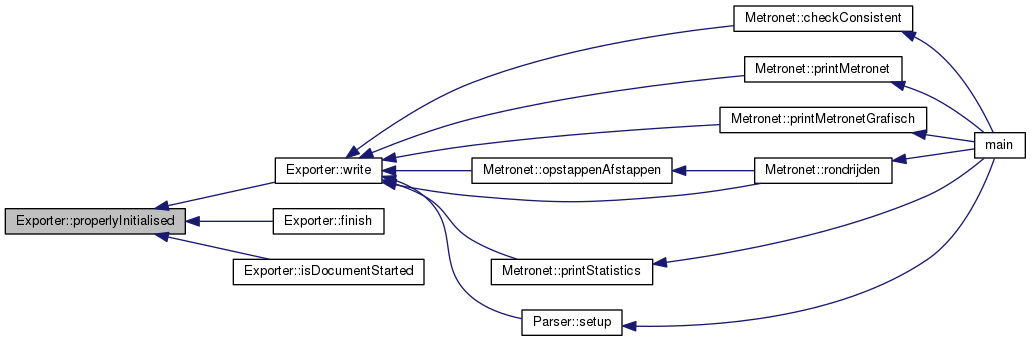 Metronet::checkConsistent
Metronet::printMetronet
Metronet::printMetronetGrafisch
main
Exporter::write
Metronet::opstappenAfstappen
Metronet::rondrijden
Exporter::properlyInitialised
Exporter::finish
Exporter::isDocumentStarted
Metronet::printStatistics
Parser::setup